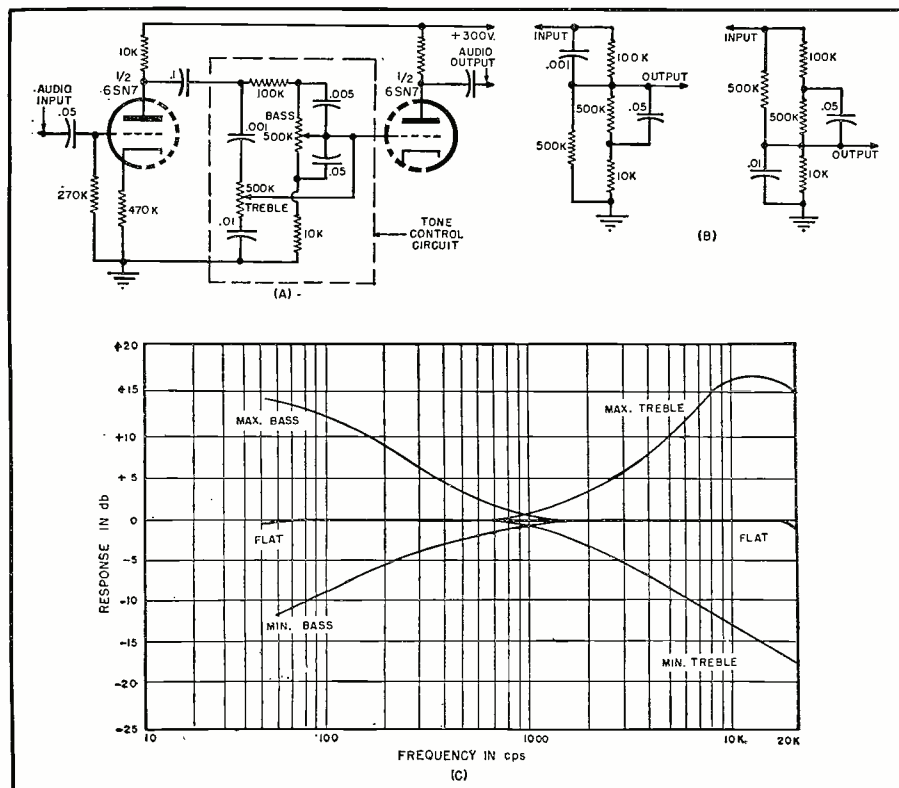 10K
+300V.
AUDIO
OUTPUT
AUDIO
INPUT
.05
1/2
6SN7
.1
100K
.005
BASS
500K
.05
1/2
6SN7
.001
500K
TREBLE
.01
10K
270K
470K
TONE
CONTROL
CIRCUIT
(A)
INPUT
.001
100K
OUTPUT
500K
.05
500K
10K
INPUT
500K
100K
500K
.05
10K
OUTPUT
.01
(B)
RESPONSE IN db
+20
+15
+10
+5
0
-5
-10
-15
-20
-25
MAX. BASS
MAX. TREBLE
FLAT
FLAT
MIN. BASS
MIN. TREBLE
10
100
1000
10K
20K
FREQUENCY IN cps
(C)